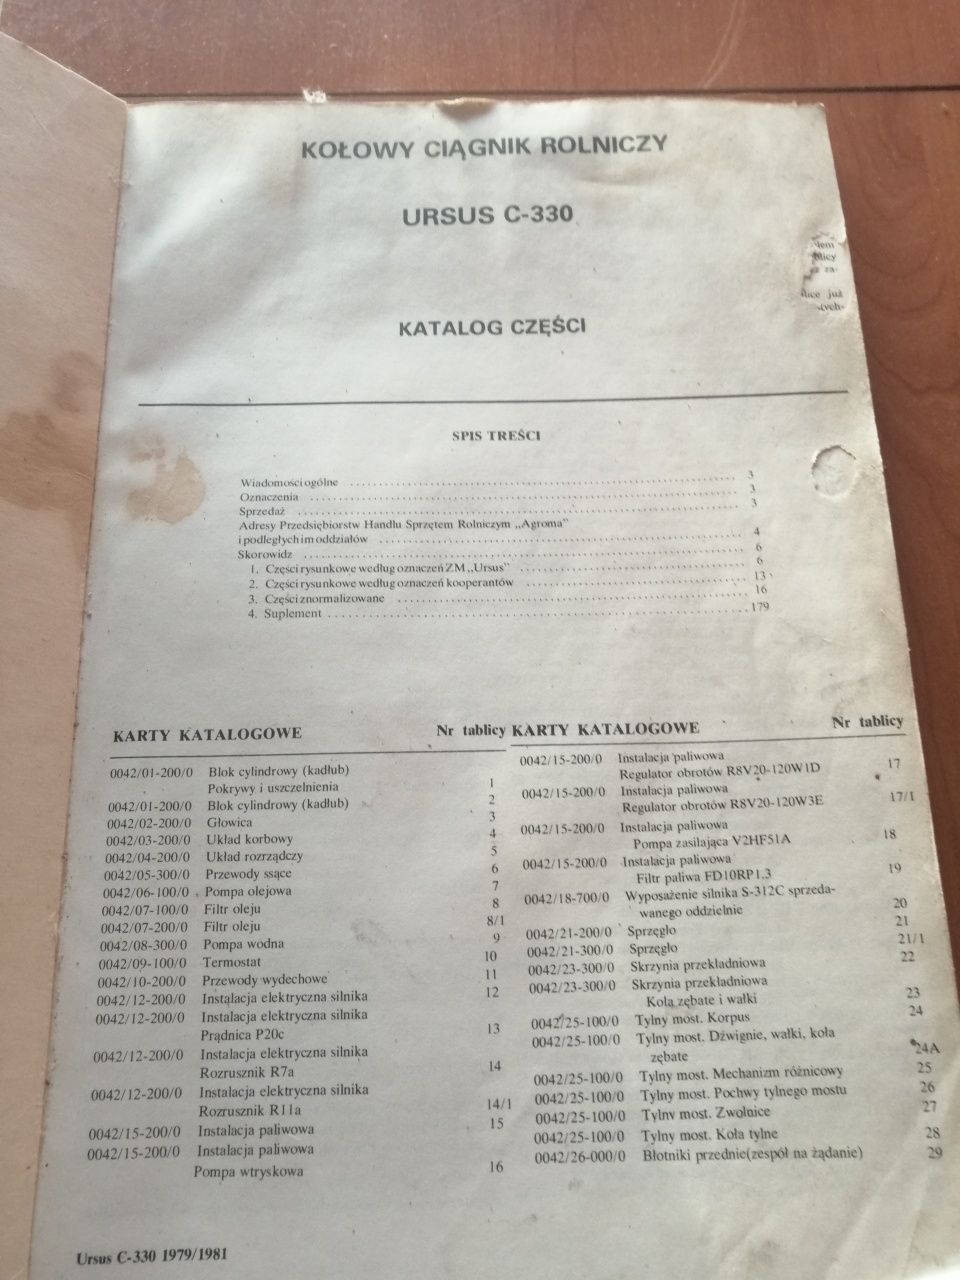 KOŁOWY CIĄGNIK ROLNICZY
URSUS C-330
KATALOG CZĘŚCI
blicy
już
SPIS TREŚCI
Wiadomości ogólne ........ 3
Oznaczenia ........ 3
Sprzedaż ........ 3
Adresy Przedsiębiorstw Handlu Sprzętem Rolniczym „Agroma"
i podległych im oddziałów ........ 4
Skorowidz ........ 6
1. Części rysunkowe według oznaczeń ZM „Ursus" ........ 6
2. Części rysunkowe według oznaczeń kooperantów ........ 13
3. Części znormalizowane ........ 16
4. Suplement ........ 179
KARTY KATALOGOWE Nr tablicy
0042/01-200/0 Blok cylindrowy (kadłub)
Pokrywy i uszczelnienia 1
0042/01-200/0 Blok cylindrowy (kadłub) 2
0042/02-200/0 Głowica 3
0042/03-200/0 Układ korbowy 4
0042/04-200/0 Układ rozrządczy 5
0042/05-300/0 Przewody ssące 6
0042/06-100/0 Pompa olejowa 7
0042/07-100/0 Filtr oleju 8
0042/07-200/0 Filtr oleju 8/1
0042/08-300/0 Pompa wodna 9
0042/09-100/0 Termostat 10
0042/10-200/0 Przewody wydechowe 11
0042/12-200/0 Instalacja elektryczna silnika 12
0042/12-200/0 Instalacja elektryczna silnika
Prądnica P20c 13
0042/12-200/0 Instalacja elektryczna silnika
Rozrusznik R7a 14
0042/12-200/0 Instalacja elektryczna silnika
Rozrusznik R11a 14/1
0042/15-200/0 Instalacja paliwowa 15
0042/15-200/0 Instalacja paliwowa
Pompa wtryskowa 16
KARTY KATALOGOWE Nr tablicy
0042/15-200/0 Instalacja paliwowa
Regulator obrotów R8V20-120W1D 17
0042/15-200/0 Instalacja paliwowa
Regulator obrotów R8V20-120W3E 17/1
0042/15-200/0 Instalacja paliwowa
Pompa zasilająca V2HF51A 18
0042/15-200/0 Instalacja paliwowa
Filtr paliwa FD10RP1.3 19
0042/18-700/0 Wyposażenie silnika S-312C sprzeda-
wanego oddzielnie 20
0042/21-200/0 Sprzęgło 21
0042/21-300/0 Sprzęgło 21/1
0042/23-300/0 Skrzynia przekładniowa 22
0042/23-300/0 Skrzynia przekładniowa
Koła zębate i wałki 23
0042/25-100/0 Tylny most. Korpus 24
0042/25-100/0 Tylny most. Dźwignie, wałki, koła
zębate 24A
0042/25-100/0 Tylny most. Mechanizm różnicowy 25
0042/25-100/0 Tylny most. Pochwy tylnego mostu 26
0042/25-100/0 Tylny most. Zwolnice 27
0042/25-100/0 Tylny most. Koła tylne 28
0042/26-000/0 Błotniki przednie(zespół na żądanie) 29
Ursus C-330 1979/1981